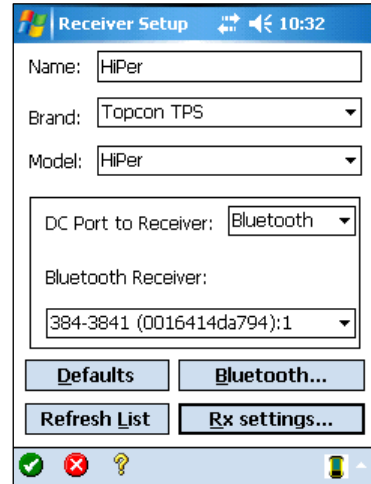 Receiver Setup 10:32
Name: HiPer
Brand: Topcon TPS
Model: HiPer
DC Port to Receiver: Bluetooth
Bluetooth Receiver:
384-3841 (0016414da794):1
Defaults Bluetooth...
Refresh List Rx settings...